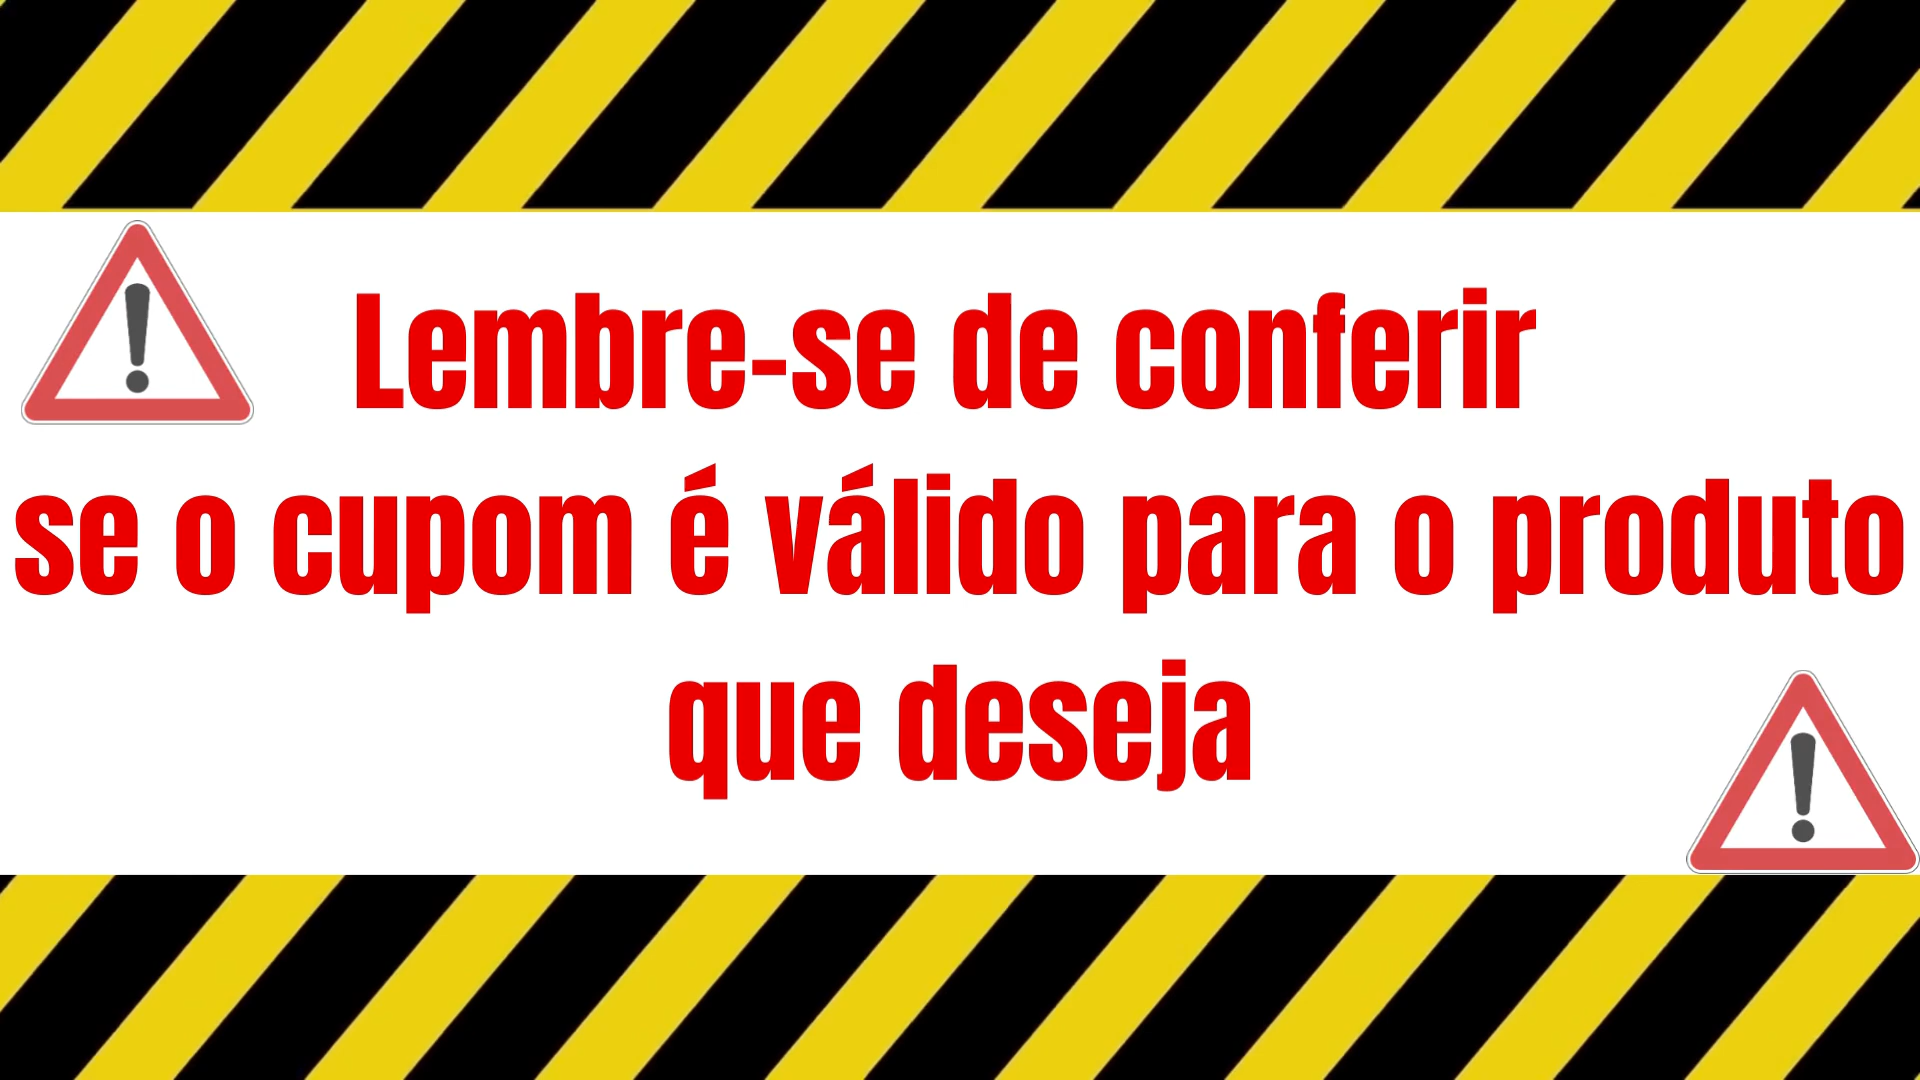 Lembre-se de conferir
se o cupom é válido para o produto
que deseja